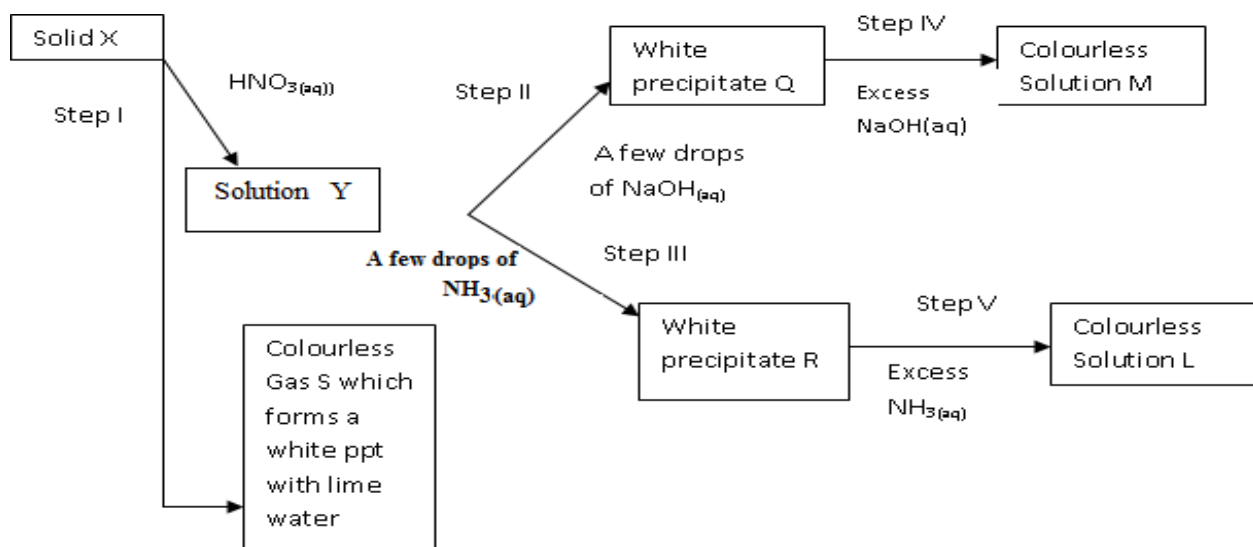 Solid X
HNO3(aq))
Step I
Solution Y
Colourless
Gas S which
forms a
white ppt
with lime
water
Step II
A few drops
of NaOH(aq)
White
precipitate Q
Step IV
Excess
NaOH(aq)
Colourless
Solution M
A few drops of
NH3(aq)
Step III
White
precipitate R
Step V
Excess
NH3(aq)
Colourless
Solution L